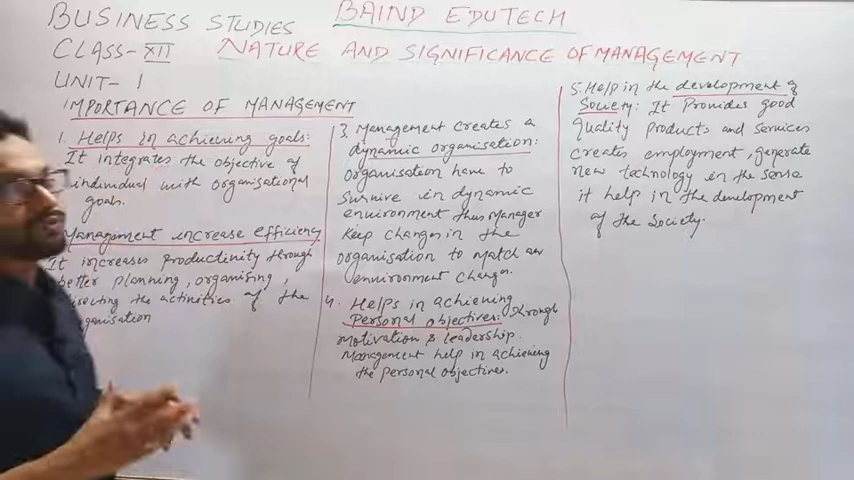 BUSINESS STUDIES
BAIND EDUTECH
CLASS-XII
NATURE AND SIGNIFICANCE OF MANAGEMENT
UNIT- 1
IMPORTANCE OF MANAGEMENT
1. Helps in achieving goals:
It integrates the objective of
individual with organisational
goals.
Management increase efficiency
It increases productivity through
better planning, organising,
directing the activities of the
organisation
3. Management creates a
dynamic organisation:
organisation have to
survive in dynamic
environment thus Manager
keep changes in the
organisation to match
environment changes.
4. Helps in achieving
Personal objectives: through
motivation & leadership.
Management help in achieving
the personal objectives.
5. Help in the development of
Society: It Provides good
quality products and services
creates employment, generate
new technology in the sense
it help in the development
of the Society.